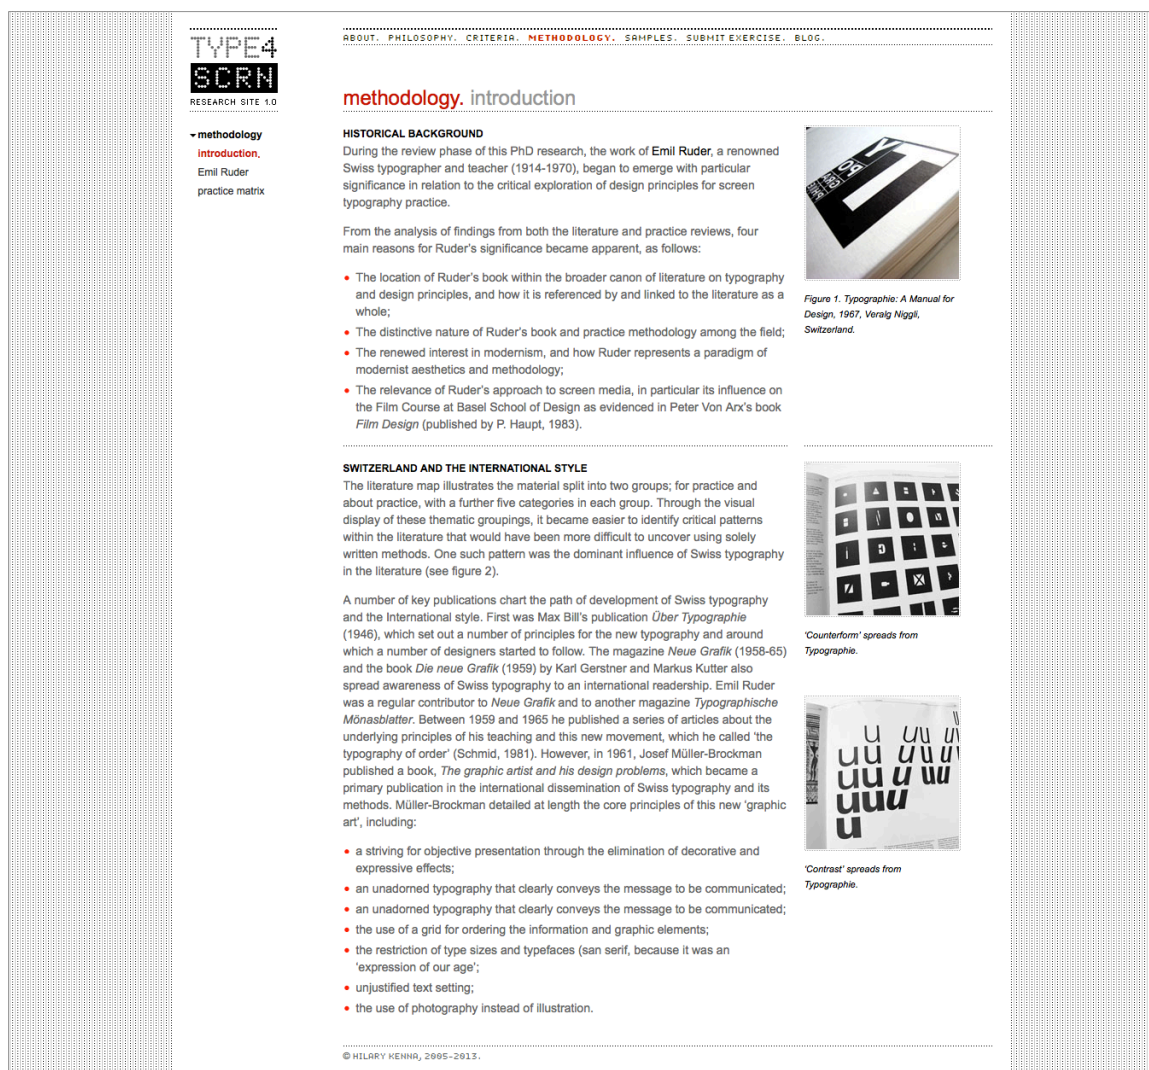 TYPE4
SCRN
RESEARCH SITE 1.0
ABOUT. PHILOSOPHY. CRITERIA. METHODOLOGY. SAMPLES. SUBMIT EXERCISE. BLOG.
methodology
introduction.
Emil Ruder
practice matrix
methodology. introduction
HISTORICAL BACKGROUND
During the review phase of this PhD research, the work of Emil Ruder, a renowned
Swiss typographer and teacher (1914-1970), began to emerge with particular
significance in relation to the critical exploration of design principles for screen
typography practice.
From the analysis of findings from both the literature and practice reviews, four
main reasons for Ruder's significance became apparent, as follows:
• The location of Ruder's book within the broader canon of literature on typography
and design principles, and how it is referenced by and linked to the literature as a
whole;
• The distinctive nature of Ruder's book and practice methodology among the field;
• The renewed interest in modernism, and how Ruder represents a paradigm of
modernist aesthetics and methodology;
• The relevance of Ruder's approach to screen media, in particular its influence on
the Film Course at Basel School of Design as evidenced in Peter Von Arx's book
Film Design (published by P. Haupt, 1983).
Figure 1. Typographie: A Manual for
Design, 1967, Veralg Niggli,
Switzerland.
SWITZERLAND AND THE INTERNATIONAL STYLE
The literature map illustrates the material split into two groups; for practice and
about practice, with a further five categories in each group. Through the visual
display of these thematic groupings, it became easier to identify critical patterns
within the literature that would have been more difficult to uncover using solely
written methods. One such pattern was the dominant influence of Swiss typography
in the literature (see figure 2).
A number of key publications chart the path of development of Swiss typography
and the International style. First was Max Bill's publication Über Typographie
(1946), which set out a number of principles for the new typography and around
which a number of designers started to follow. The magazine Neue Grafik (1958-65)
and the book Die neue Grafik (1959) by Karl Gerstner and Markus Kutter also
spread awareness of Swiss typography to an international readership. Emil Ruder
was a regular contributor to Neue Grafik and to another magazine Typographische
Mönasblatter. Between 1959 and 1965 he published a series of articles about the
underlying principles of his teaching and this new movement, which he called 'the
typography of order' (Schmid, 1981). However, in 1961, Josef Müller-Brockman
published a book, The graphic artist and his design problems, which became a
primary publication in the international dissemination of Swiss typography and its
methods. Müller-Brockman detailed at length the core principles of this new 'graphic
art', including:
• a striving for objective presentation through the elimination of decorative and
expressive effects;
• an unadorned typography that clearly conveys the message to be communicated;
• an unadorned typography that clearly conveys the message to be communicated;
• the use of a grid for ordering the information and graphic elements;
• the restriction of type sizes and typefaces (san serif, because it was an
'expression of our age';
• unjustified text setting;
• the use of photography instead of illustration.
'Counterform' spreads from
Typographie.
u u u u u
'Contrast' spreads from
Typographie.
© HILARY KENNA, 2005-2013.